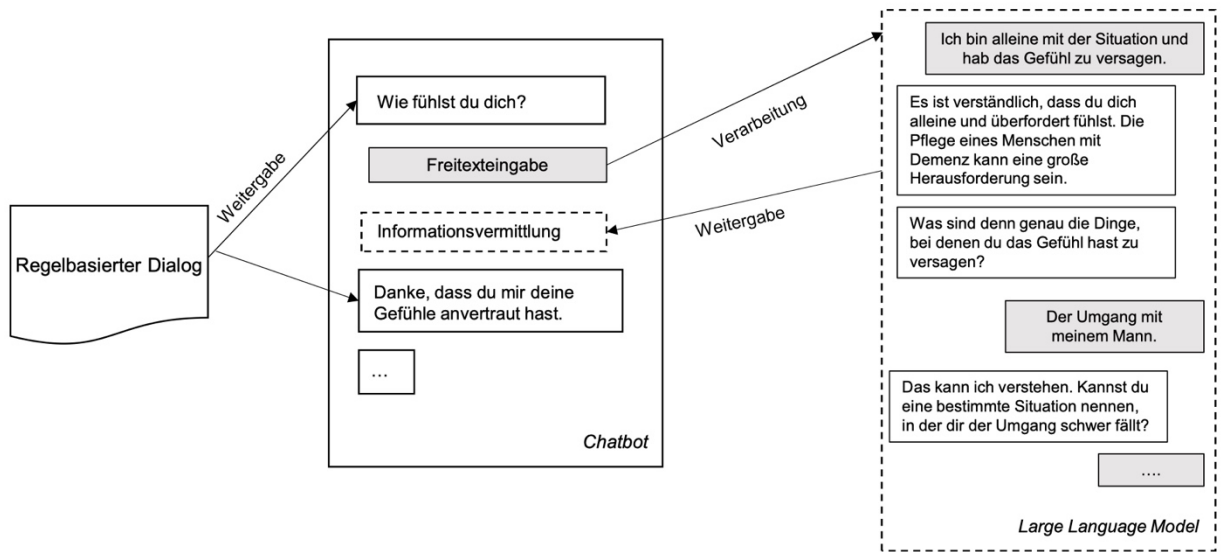 Regelbasierter Dialog
Weitergabe
Wie fühlst du dich?
Freitexteingabe
Informationsvermittlung
Danke, dass du mir deine
Gefühle anvertraut hast.
...
Chatbot
Verarbeitung
Weitergabe
Ich bin alleine mit der Situation und
hab das Gefühl zu versagen.
Es ist verständlich, dass du dich
alleine und überfordert fühlst. Die
Pflege eines Menschen mit
Demenz kann eine große
Herausforderung sein.
Was sind denn genau die Dinge,
bei denen du das Gefühl hast zu
versagen?
Der Umgang mit
meinem Mann.
Das kann ich verstehen. Kannst du
eine bestimmte Situation nennen,
in der dir der Umgang schwer fällt?
....
Large Language Model